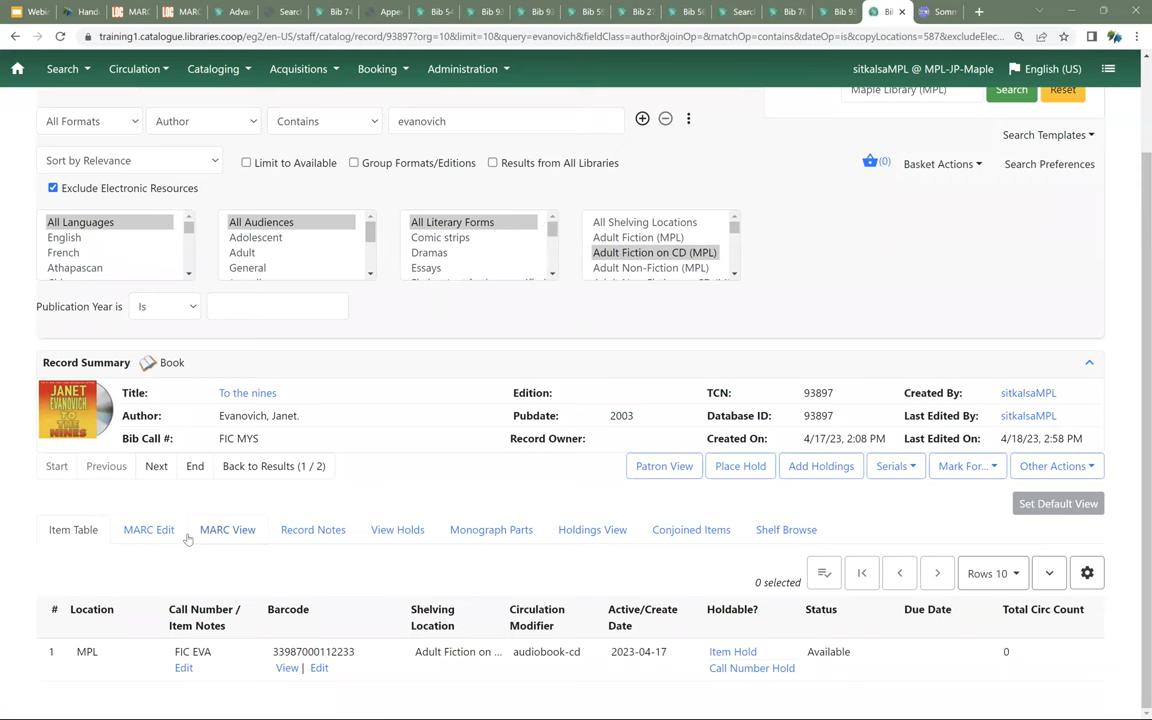 Webi Hand LOC MARC LOC MARC Adva Searc Bib 74 Appe Bib 54 Bib 93 Bib 93 Bib 59 Bib 27 Bib 56 Searc Bib 76 Bib 93 Bi Som
training1.catalogue.libraries.coop/eg2/en-US/staff/catalog/record/93897?org=10&limit=10&query=evanovich&fieldClass=author&joinOp=&matchOp=contains&dateOp=is&copyLocations=587&excludeElec...
Search Circulation Cataloging Acquisitions Booking Administration sitkalsaMPL @ MPL-JP-Maple English (US)
Maple Library (MPL) Search Reset
All Formats Author Contains evanovich
Search Templates
Sort by Relevance Limit to Available Group Formats/Editions Results from All Libraries (0) Basket Actions Search Preferences
Exclude Electronic Resources
All Languages All Audiences All Literary Forms All Shelving Locations
English Adolescent Comic strips Adult Fiction (MPL)
French Adult Dramas Adult Fiction on CD (MPL)
Athapascan General Essays Adult Non-Fiction (MPL)
Publication Year is Is
Record Summary Book
JANET EVANOVICH TO THE NINES
Title: To the nines Edition: TCN: 93897 Created By: sitkalsaMPL
Author: Evanovich, Janet. Pubdate: 2003 Database ID: 93897 Last Edited By: sitkalsaMPL
Bib Call #: FIC MYS Record Owner: Created On: 4/17/23, 2:08 PM Last Edited On: 4/18/23, 2:58 PM
Start Previous Next End Back to Results (1 / 2) Patron View Place Hold Add Holdings Serials Mark For... Other Actions
Set Default View
Item Table MARC Edit MARC View Record Notes View Holds Monograph Parts Holdings View Conjoined Items Shelf Browse
0 selected Rows 10
# Location Call Number / Item Notes Barcode Shelving Location Circulation Modifier Active/Create Date Holdable? Status Due Date Total Circ Count
1 MPL FIC EVA 33987000112233 Adult Fiction on ... audiobook-cd 2023-04-17 Item Hold Available 0
Edit View | Edit Call Number Hold